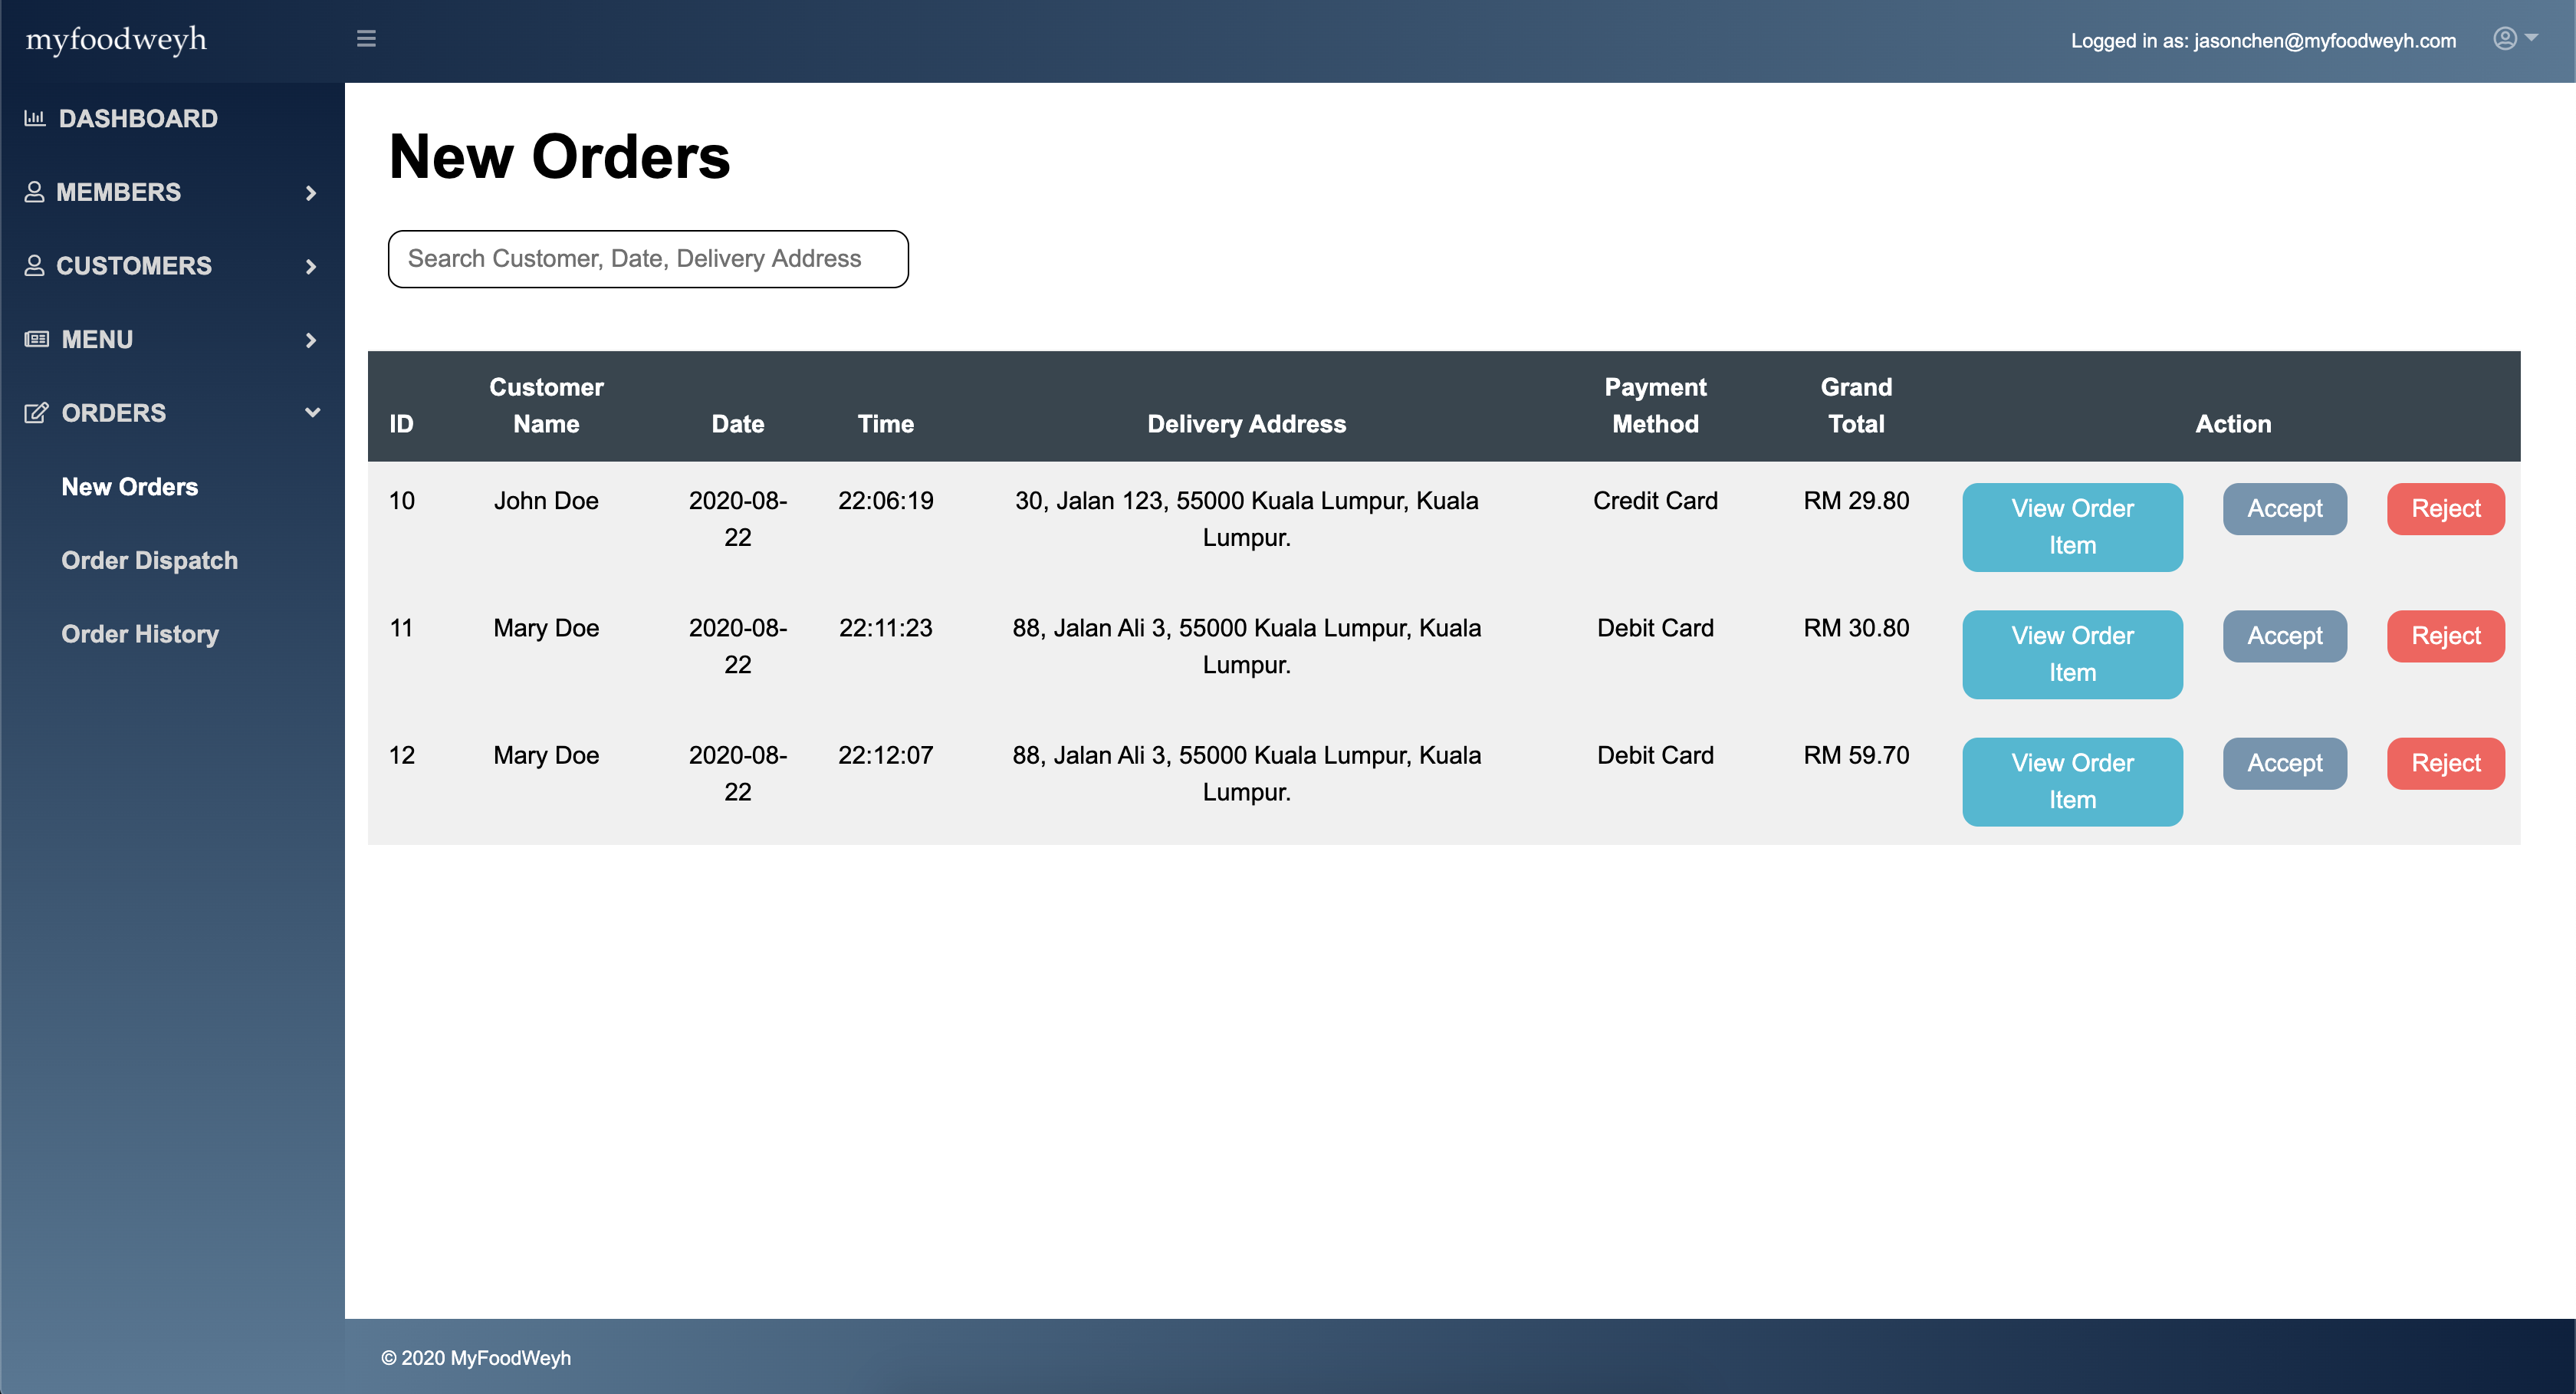 myfoodweyh
Logged in as: jasonchen@myfoodweyh.com
DASHBOARD
MEMBERS
CUSTOMERS
MENU
ORDERS
New Orders
Order Dispatch
Order History
New Orders
Search Customer, Date, Delivery Address
ID Customer Name Date Time Delivery Address Payment Method Grand Total Action
10 John Doe 2020-08-22 22:06:19 30, Jalan 123, 55000 Kuala Lumpur, Kuala Lumpur. Credit Card RM 29.80 View Order Item Accept Reject
11 Mary Doe 2020-08-22 22:11:23 88, Jalan Ali 3, 55000 Kuala Lumpur, Kuala Lumpur. Debit Card RM 30.80 View Order Item Accept Reject
12 Mary Doe 2020-08-22 22:12:07 88, Jalan Ali 3, 55000 Kuala Lumpur, Kuala Lumpur. Debit Card RM 59.70 View Order Item Accept Reject
© 2020 MyFoodWeyh